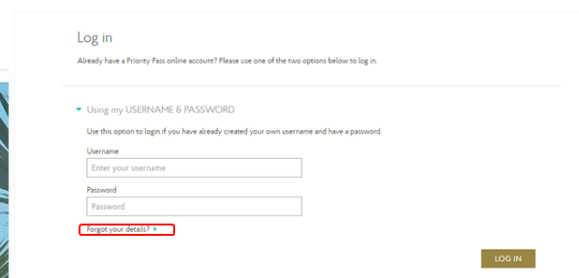 Log in
Already have a Priority Pass online account? Please use one of the two options below to log in.
Using my USERNAME & PASSWORD
Use this option to login if you have already created your own username and have a password.
Username
Enter your username
Password
Password
Forgot your details?
LOG IN